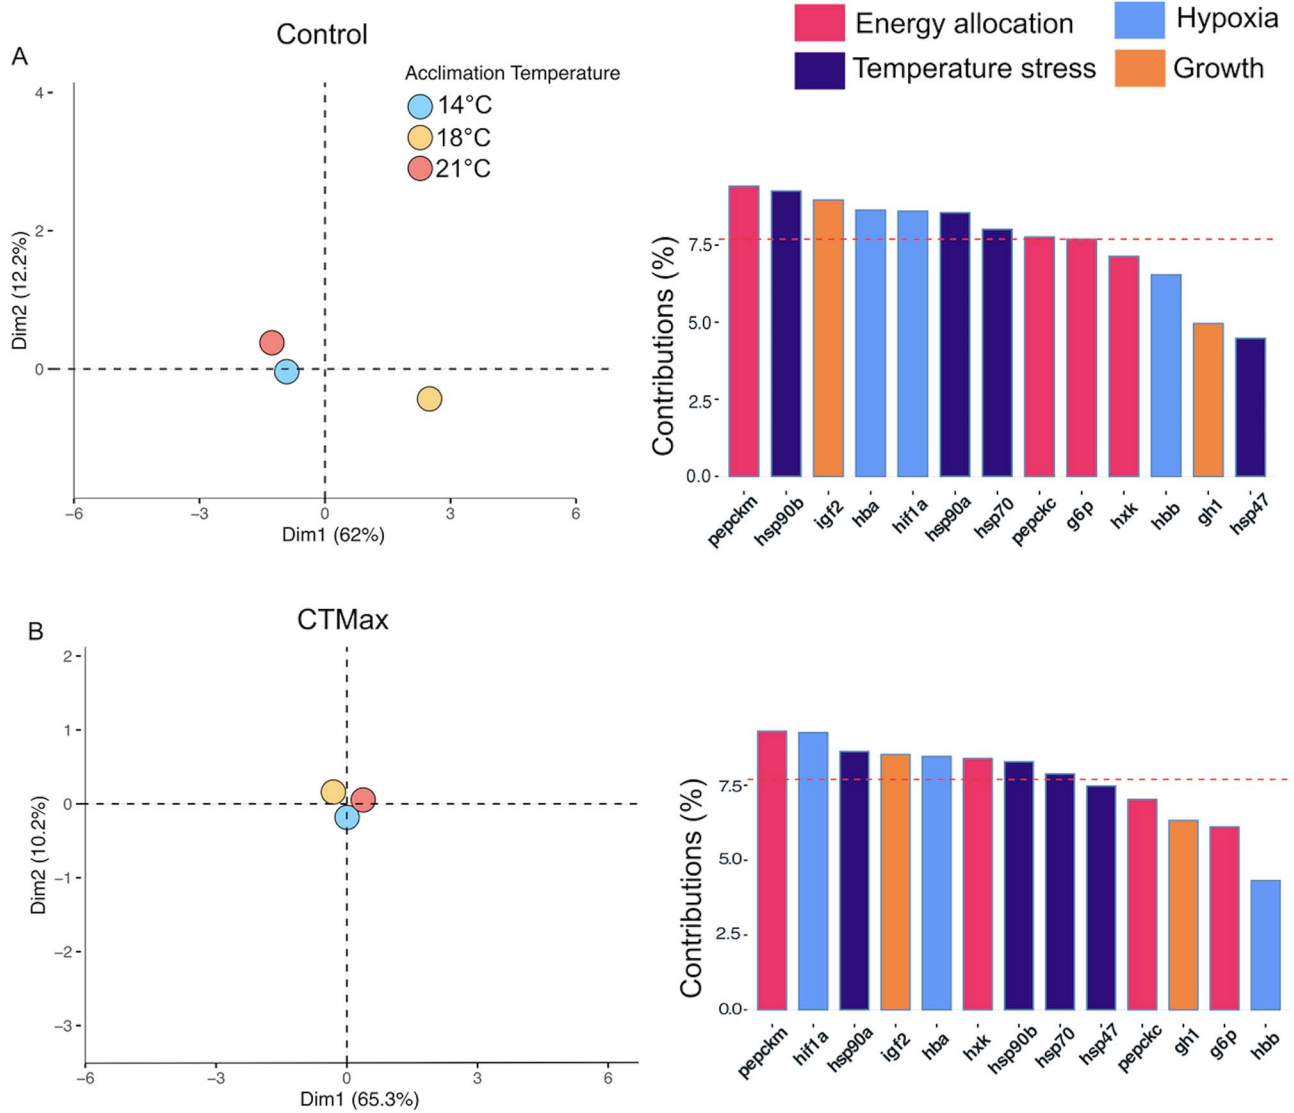 A
Control
Acclimation Temperature
14°C
18°C
21°C
4
2
0
Dim2 (12.2%)
−6 −3 0 3 6
Dim1 (62%)
Energy allocation
Hypoxia
Temperature stress
Growth
Contributions (%)
7.5
5.0
2.5
0.0
pepckm hsp90b igf2 hba hif1a hsp90a hsp70 pepckc g6p hxk hbb gh1 hsp47
B
CTMax
2
1
0
−1
−2
−3
Dim2 (10.2%)
−6 −3 0 3 6
Dim1 (65.3%)
Contributions (%)
7.5
5.0
2.5
0.0
pepckm hif1a hsp90a igf2 hba hxk hsp90b hsp70 hsp47 pepckc gh1 g6p hbb